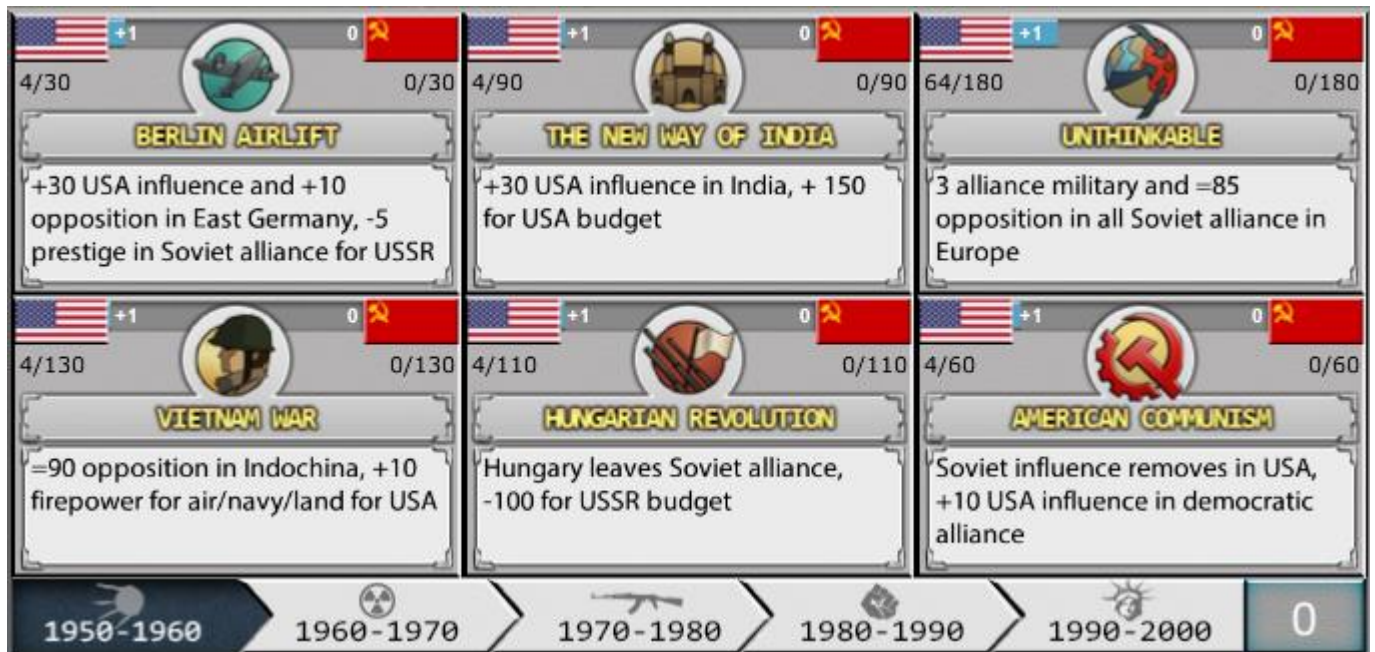 +1 0
4/30 0/30
BERLIN AIRLIFT
+30 USA influence and +10
opposition in East Germany, -5
prestige in Soviet alliance for USSR
+1 0
4/90 0/90
THE NEW WAY OF INDIA
+30 USA influence in India, + 150
for USA budget
+1 0
64/180 0/180
UNTHINKABLE
3 alliance military and =85
opposition in all Soviet alliance in
Europe
+1 0
4/130 0/130
VIETNAM WAR
=90 opposition in Indochina, +10
firepower for air/navy/land for USA
+1 0
4/110 0/110
HUNGARIAN REVOLUTION
Hungary leaves Soviet alliance,
-100 for USSR budget
+1 0
4/60 0/60
AMERICAN COMMUNISM
Soviet influence removes in USA,
+10 USA influence in democratic
alliance
1950-1960 1960-1970 1970-1980 1980-1990 1990-2000 0